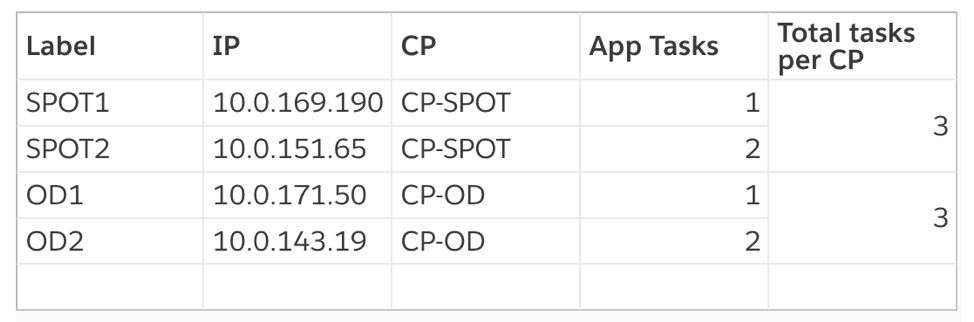 Label IP CP App Tasks Total tasks per CP
SPOT1 10.0.169.190 CP-SPOT 1 3
SPOT2 10.0.151.65 CP-SPOT 2
OD1 10.0.171.50 CP-OD 1 3
OD2 10.0.143.19 CP-OD 2